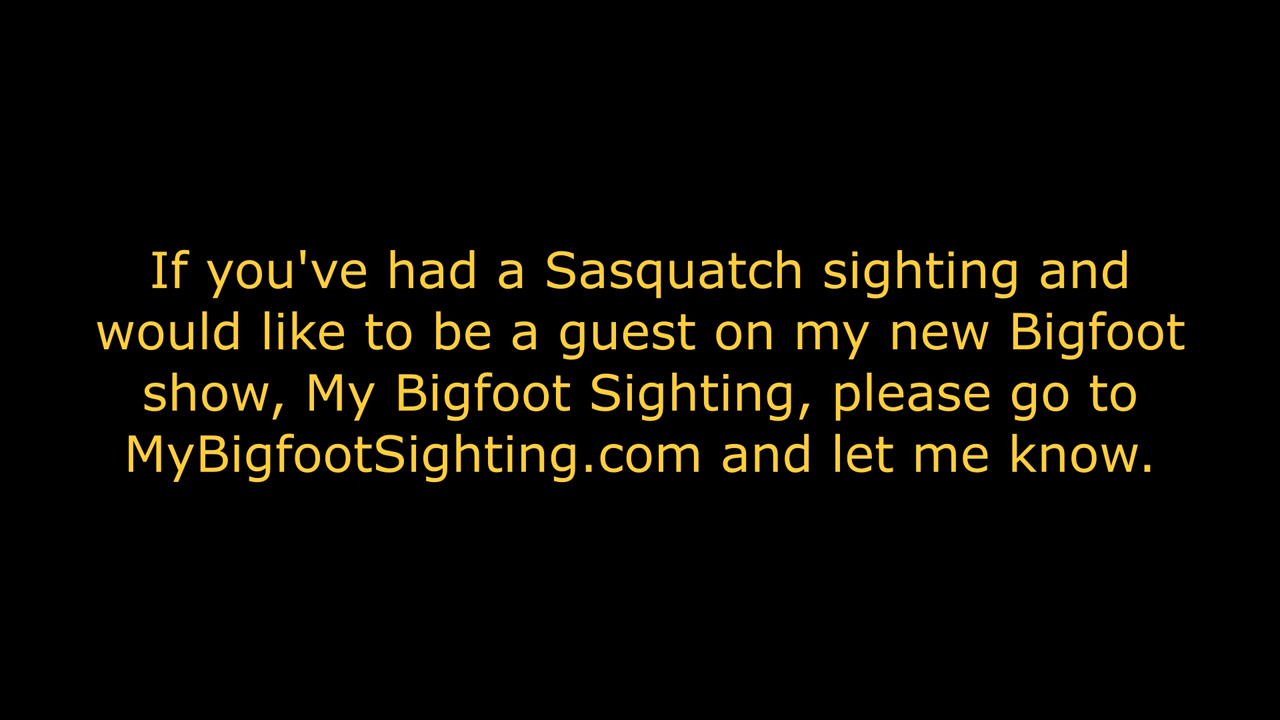 If you've had a Sasquatch sighting and
would like to be a guest on my new Bigfoot
show, My Bigfoot Sighting, please go to
MyBigfootSighting.com and let me know.